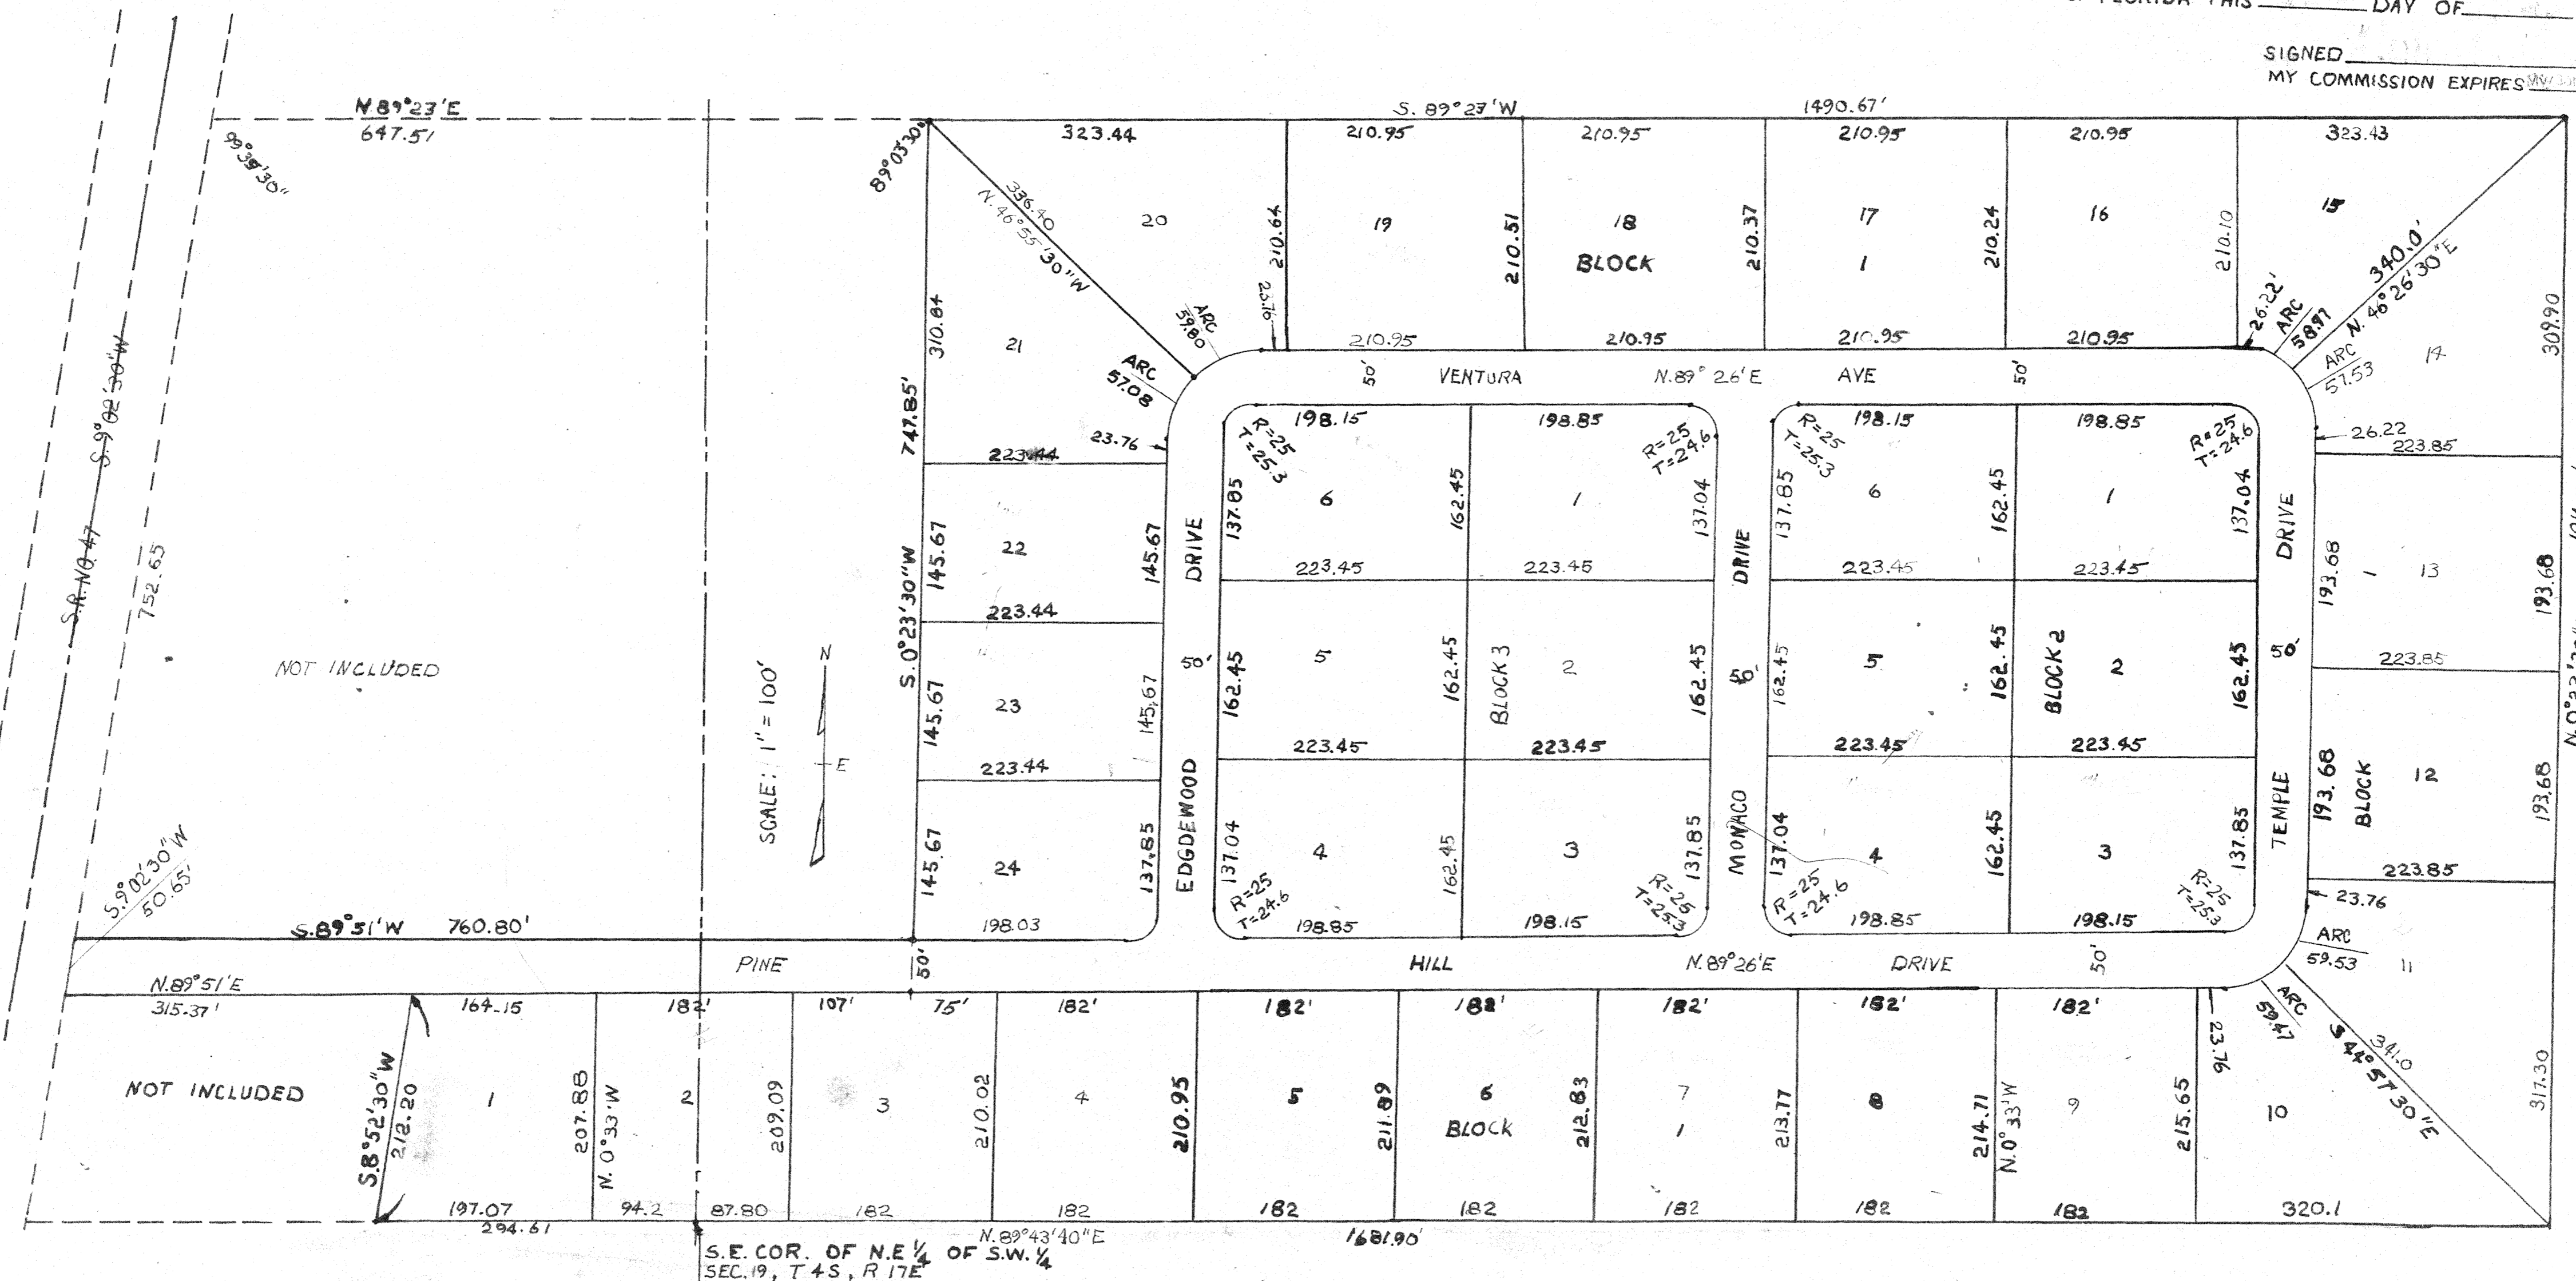 FLORIDA THIS DAY OF
SIGNED
MY COMMISSION EXPIRES
N.89°23'E
647.51
99°39'30"
S. 89°23'W 1490.67'
89°03'30"
323.44 210.95 210.95 210.95 210.95 323.43
336.40
N.46°55'30"W
20 19 18 17 16 15
BLOCK 1
210.64 210.51 210.37 210.24 210.10
340.0'
N. 46°26'30"E
309.90
14
310.84
21
ARC 59.80
23.76
ARC 57.08
23.76
210.95 210.95 210.95 210.95
26.22'
ARC 58.97
ARC 57.53
26.22
50' VENTURA N.89°26'E AVE 50'
S.R. NO. 47 S.9°02'30"W
752.65
NOT INCLUDED
747.85'
S.0°23'30"W
223.44
145.67 22 145.67
223.44
145.67 23 145.67
223.44
145.67 24 137.85
198.03
EDGDEWOOD 50' DRIVE
198.15 198.85 198.15 198.85
R=25 T=25.3
R=25 T=24.6
R=25 T=25.3
R=25 T=24.6
137.85 6 162.45 1 137.04
137.85 6 162.45 1 137.04
223.45 223.45 223.45 223.45
162.45 5 162.45 BLOCK 3 2 162.45
162.45 5 162.45 BLOCK 2 2 162.45
223.45 223.45 223.45 223.45
137.04 4 162.45 3 137.85
137.04 4 162.45 3 137.85
R=25 T=24.6
R=25 T=25.3
R=25 T=24.6
R=25 T=25.3
198.85 198.15 198.85 198.15
MONACO 50' DRIVE
TEMPLE 50' DRIVE
223.85
193.68 1 13 193.68
223.85
193.68 BLOCK 12 193.68
223.85
23.76
ARC 59.53
11
SCALE: 1"=100'
N
E
S.9°02'30"W
50.65'
S.89°51'W 760.80'
PINE 50' HILL N.89°26'E DRIVE 50'
N.89°51'E
315.37' 164.15 182' 107' 75' 182' 182' 182' 182' 182' 182'
23.76
ARC 59.47
341.0
S 44°57'30"E
317.30
NOT INCLUDED
S.8°52'30"W
212.20
1 207.88 N.0°33'W 2 209.09 3 210.02 4 210.95 5 211.89 6 212.83 7 213.77 8 214.71 N.0°33'W 9 215.65 10
BLOCK 1
197.07 94.2 87.80 182 182 182 182 182 182 182 320.1
294.61 N.89°43'40"E 1681.90'
S.E. COR. OF N.E ¼ OF S.W. ¼
SEC. 19, T 4S, R 17E